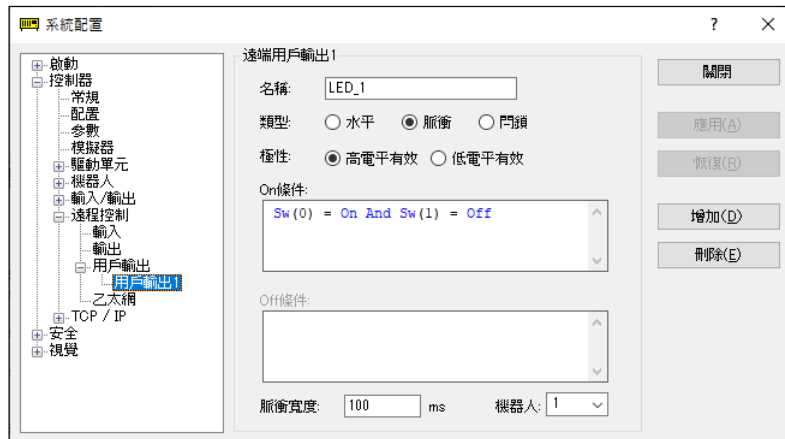 系統配置
?
×
啟動
控制器
常規
配置
參數
模擬器
驅動單元
機器人
輸入/輸出
遠程控制
輸入
輸出
用戶輸出
用戶輸出1
乙太網
TCP / IP
安全
視覺
遠端用戶輸出1
名稱: LED_1
類型: 水平 脈衝 閂鎖
極性: 高電平有效 低電平有效
On條件:
Sw(0) = On And Sw(1) = Off
Off條件:
脈衝寬度: 100 ms 機器人: 1
關閉
應用(A)
恢復(R)
增加(D)
刪除(E)